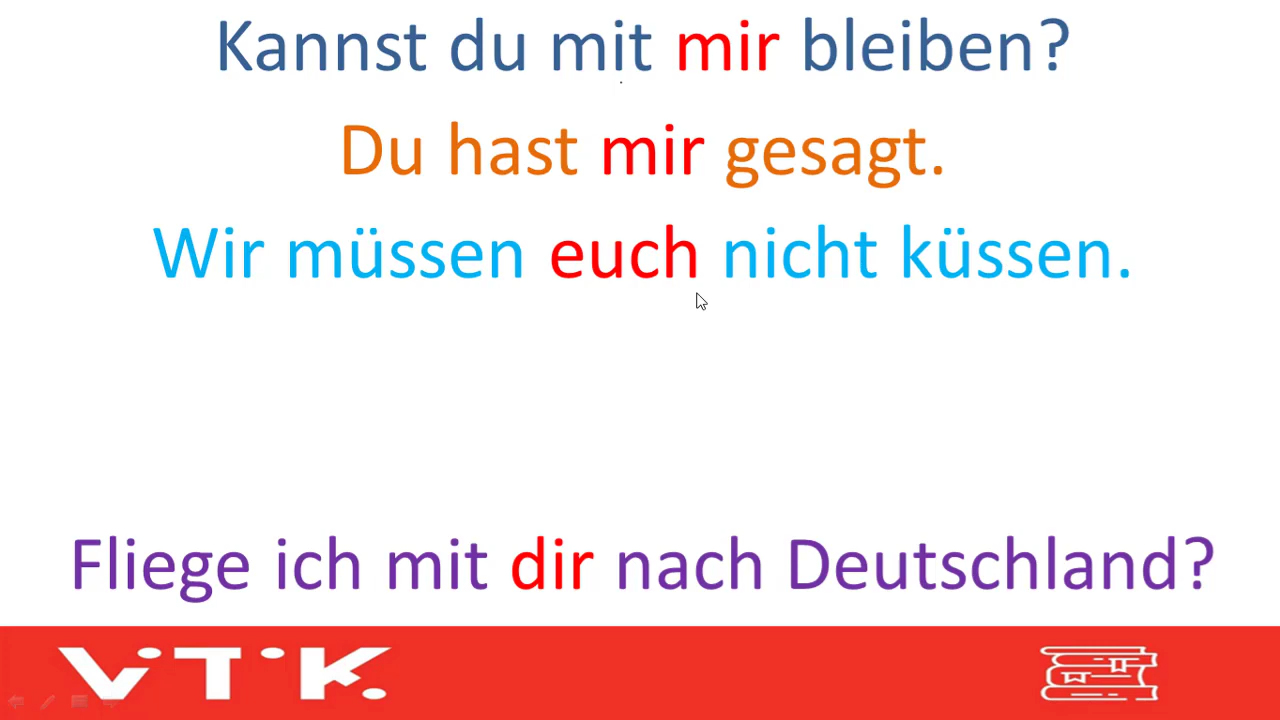 Kannst du mit mir bleiben?
Du hast mir gesagt.
Wir müssen euch nicht küssen.
Fliege ich mit dir nach Deutschland?
VTK